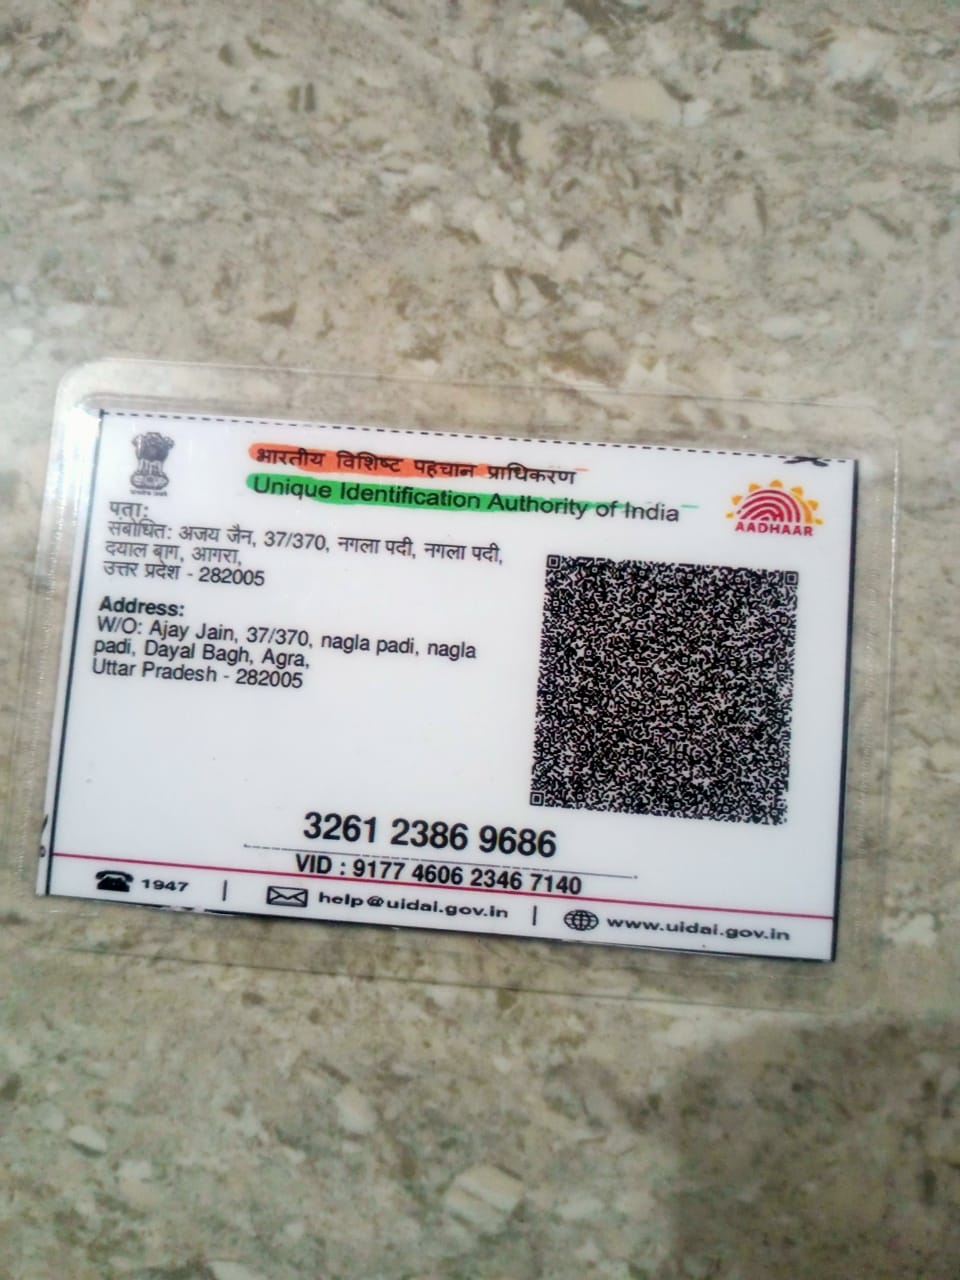 भारतीय विशिष्ट पहचान प्राधिकरण
Unique Identification Authority of India
AADHAAR
पता:
संबोधित: अजय जैन, 37/370, नगला पदी, नगला पदी,
दयाल बाग, आगरा,
उत्तर प्रदेश - 282005
Address:
W/O: Ajay Jain, 37/370, nagla padi, nagla
padi, Dayal Bagh, Agra,
Uttar Pradesh - 282005
3261 2386 9686
VID : 9177 4606 2346 7140
1947 | help@uidai.gov.in | www.uidai.gov.in